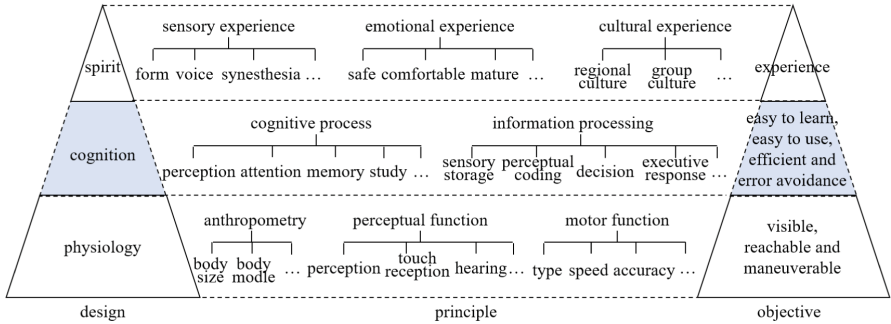 sensory experience emotional experience cultural experience
spirit form voice synesthesia … safe comfortable mature … regional culture group culture … experience
cognitive process information processing
cognition perception attention memory study … sensory storage perceptual coding decision executive response …
easy to learn,
easy to use,
efficient and
error avoidance
anthropometry perceptual function motor function
physiology body size body modle … perception touch reception hearing… type speed accuracy …
visible,
reachable and
maneuverable
design principle objective